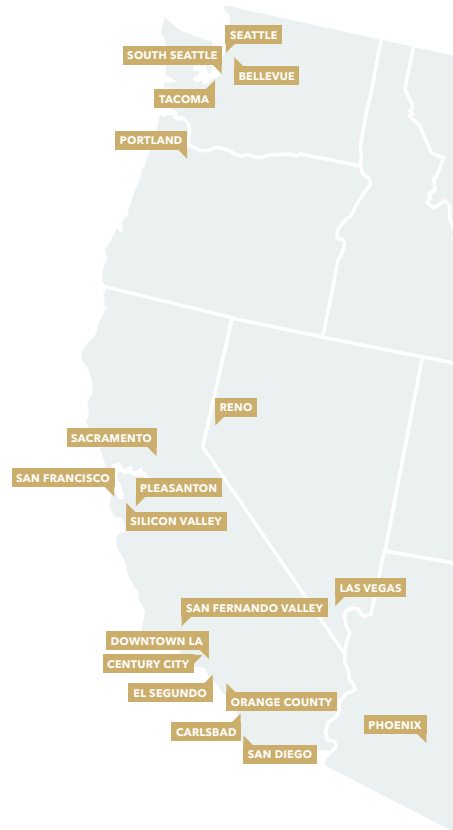 SEATTLE
SOUTH SEATTLE
BELLEVUE
TACOMA
PORTLAND
RENO
SACRAMENTO
SAN FRANCISCO
PLEASANTON
SILICON VALLEY
LAS VEGAS
SAN FERNANDO VALLEY
DOWNTOWN LA
CENTURY CITY
EL SEGUNDO
ORANGE COUNTY
PHOENIX
CARLSBAD
SAN DIEGO